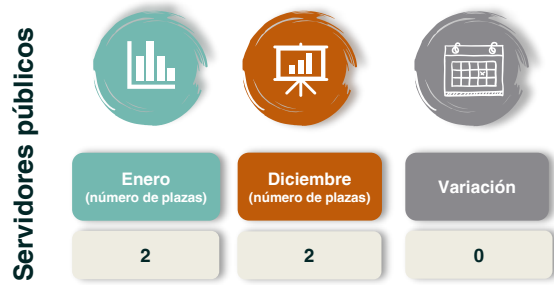 Servidores públicos
Enero
(número de plazas)
Diciembre
(número de plazas)
Variación
2
2
0